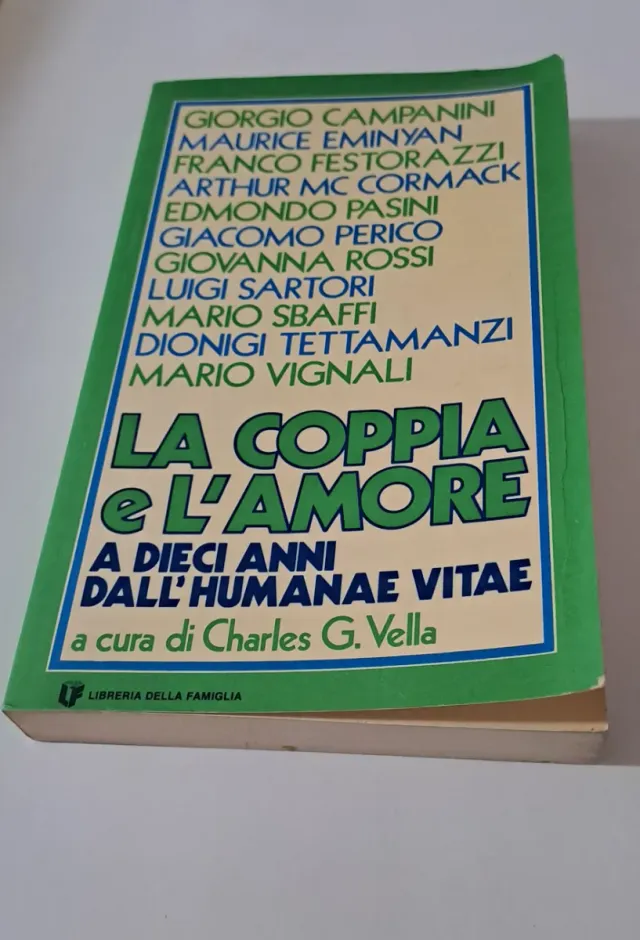 GIORGIO CAMPANINI
MAURICE EMINYAN
FRANCO FESTORAZZI
ARTHUR MC CORMACK
EDMONDO PASINI
GIACOMO PERICO
GIOVANNA ROSSI
LUIGI SARTORI
MARIO SBAFFI
DIONIGI TETTAMANZI
MARIO VIGNALI
LA COPPIA
e L'AMORE
A DIECI ANNI
DALL'HUMANAE VITAE
a cura di Charles G. Vella
LF LIBRERIA DELLA FAMIGLIA